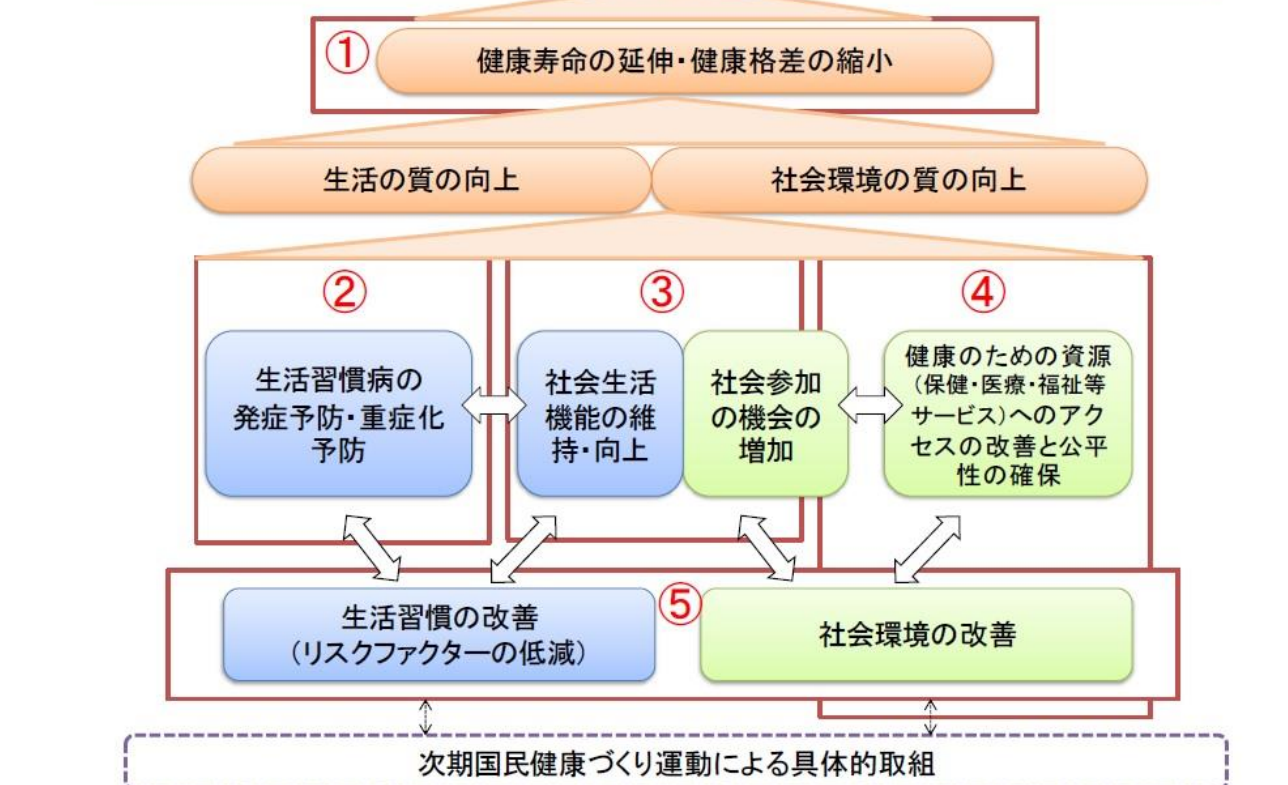 ①
健康寿命の延伸・健康格差の縮小
生活の質の向上
社会環境の質の向上
②
③
④
生活習慣病の
発症予防・重症化
予防
社会生活
機能の維
持・向上
社会参加
の機会の
増加
健康のための資源
(保健・医療・福祉等
サービス)へのアク
セスの改善と公平
性の確保
⑤
生活習慣の改善
(リスクファクターの低減)
社会環境の改善
次期国民健康づくり運動による具体的取組